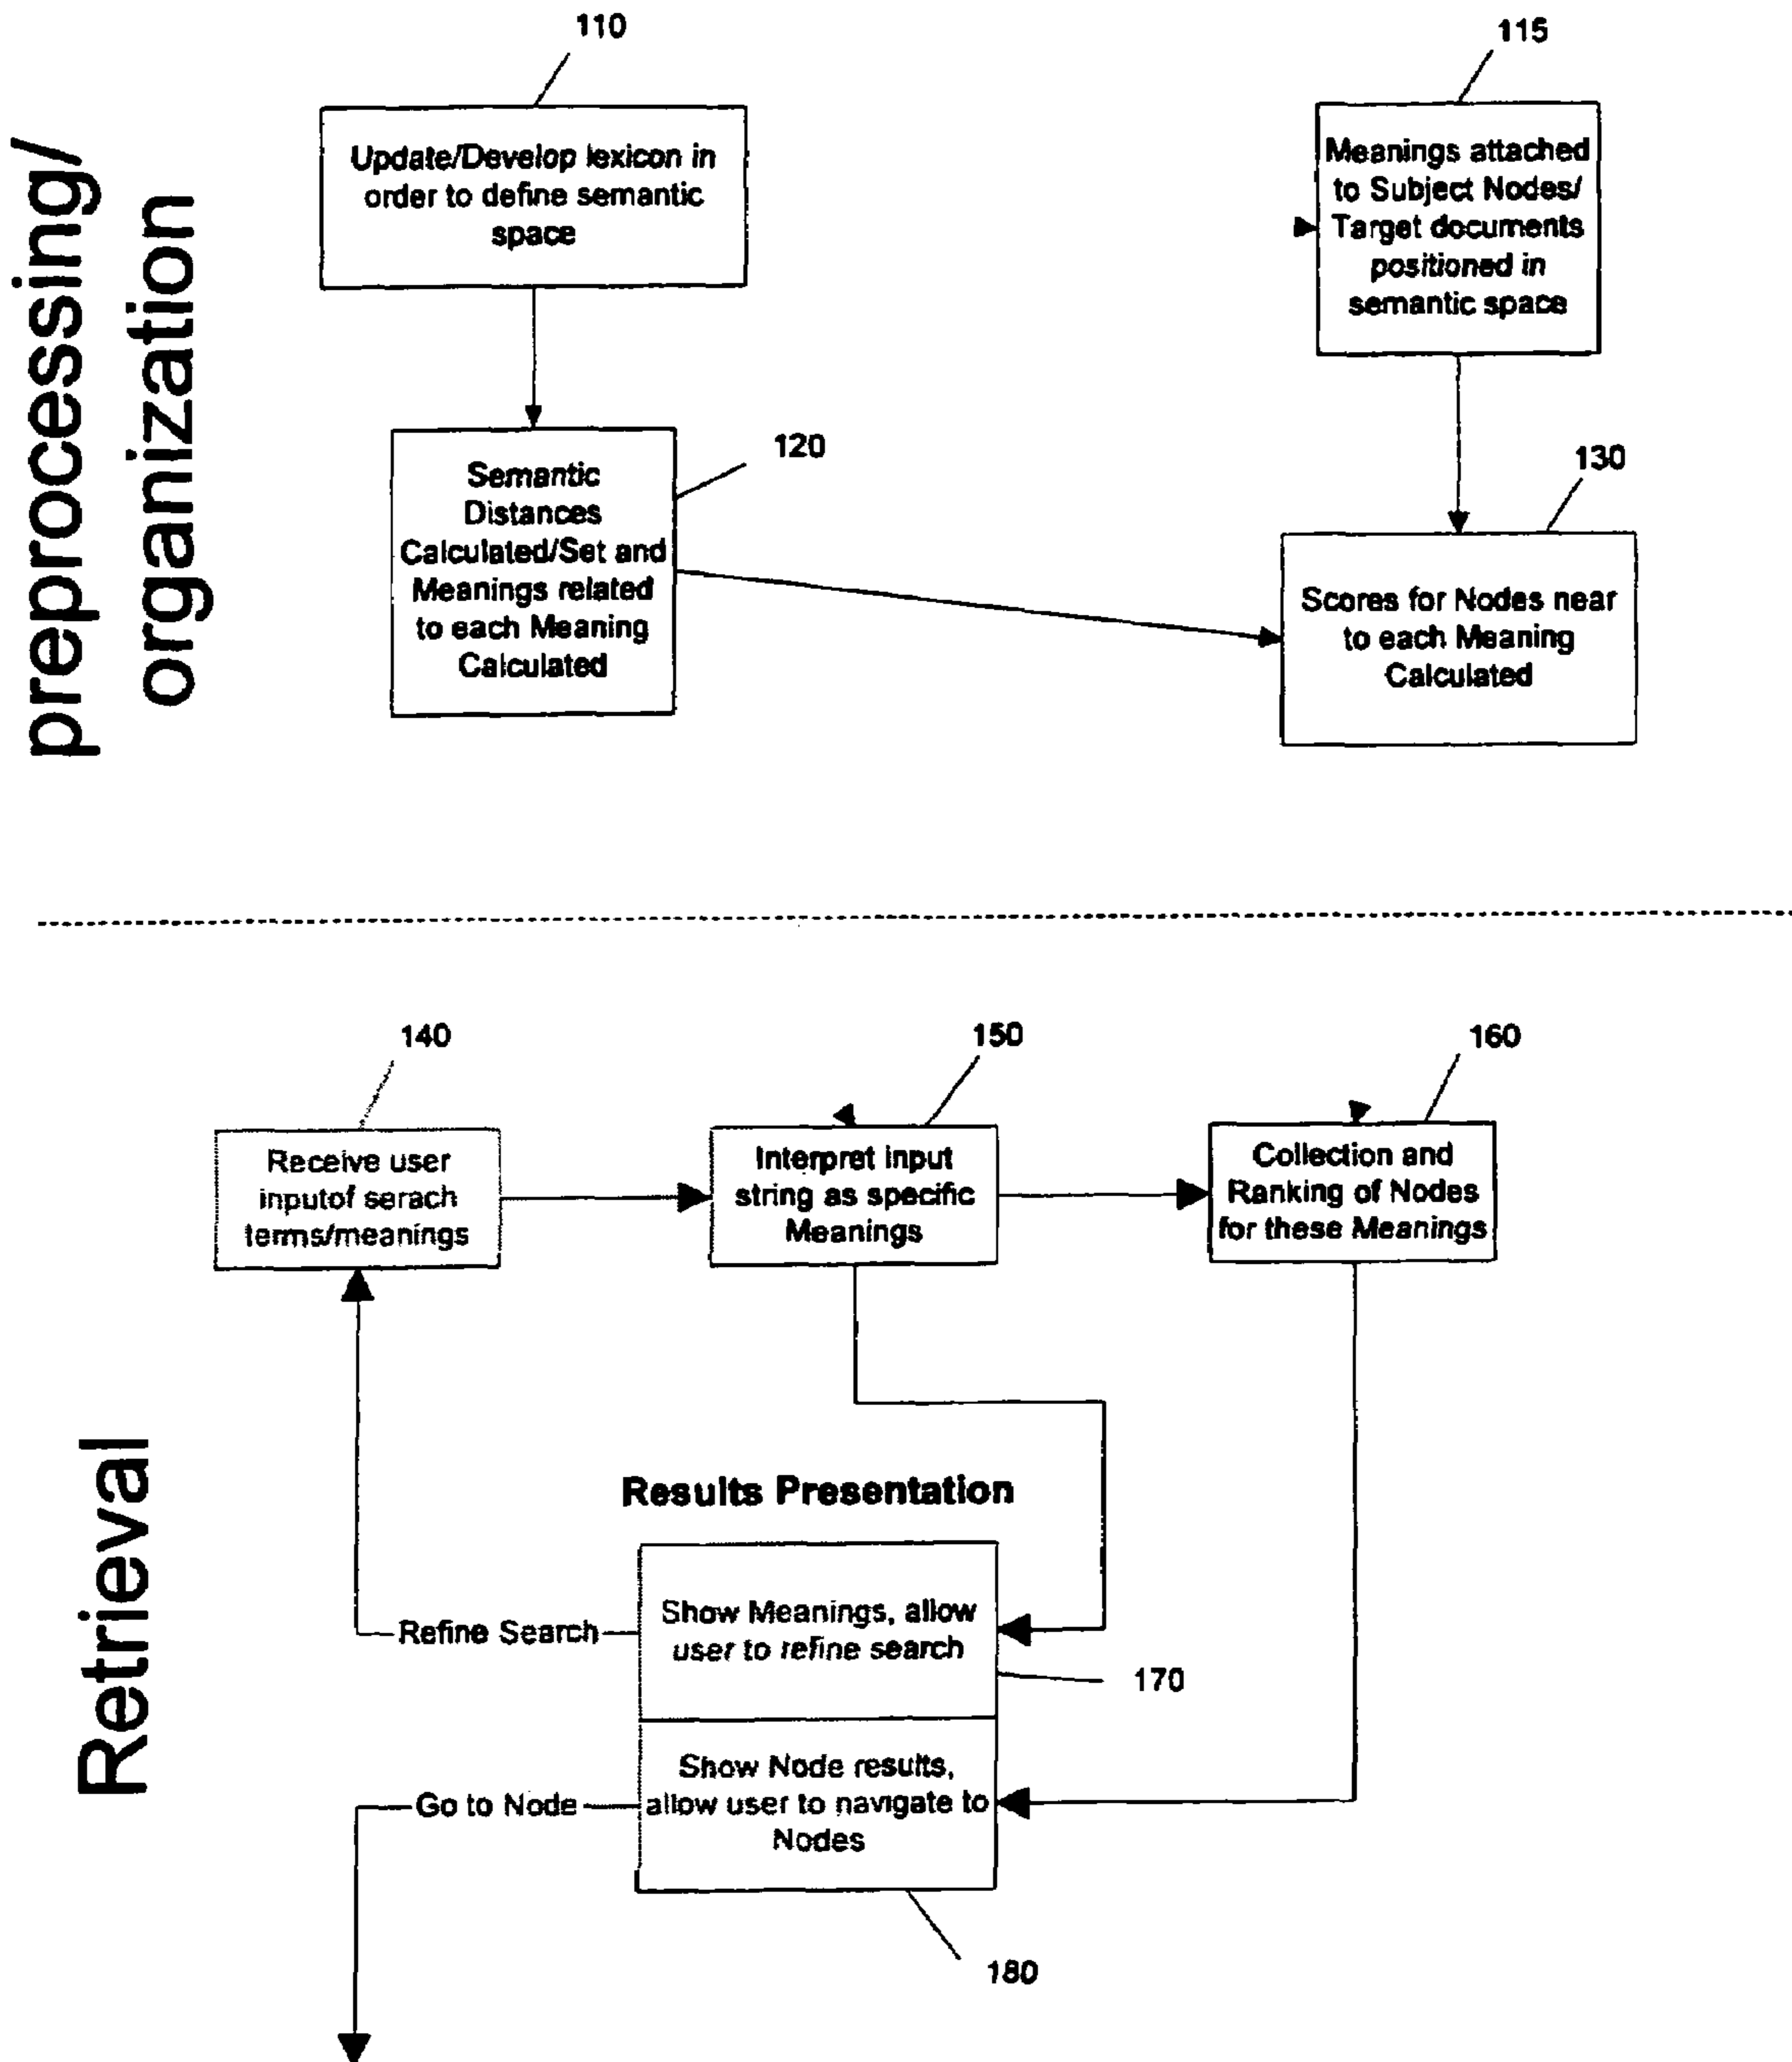 preprocessing/
organization
110
Update/Develop lexicon in
order to define semantic
space
115
Meanings attached
to Subject Nodes/
Target documents
positioned in
semantic space
120
Semantic
Distances
Calculated/Set and
Meanings related
to each Meaning
Calculated
130
Scores for Nodes near
to each Meaning
Calculated
Retrieval
140
Receive user
inputof serach
terms/meanings
150
Interpret input
string as specific
Meanings
160
Collection and
Ranking of Nodes
for these Meanings
Results Presentation
Refine Search
Show Meanings, allow
user to refine search
170
Go to Node
Show Node results,
allow user to navigate to
Nodes
180